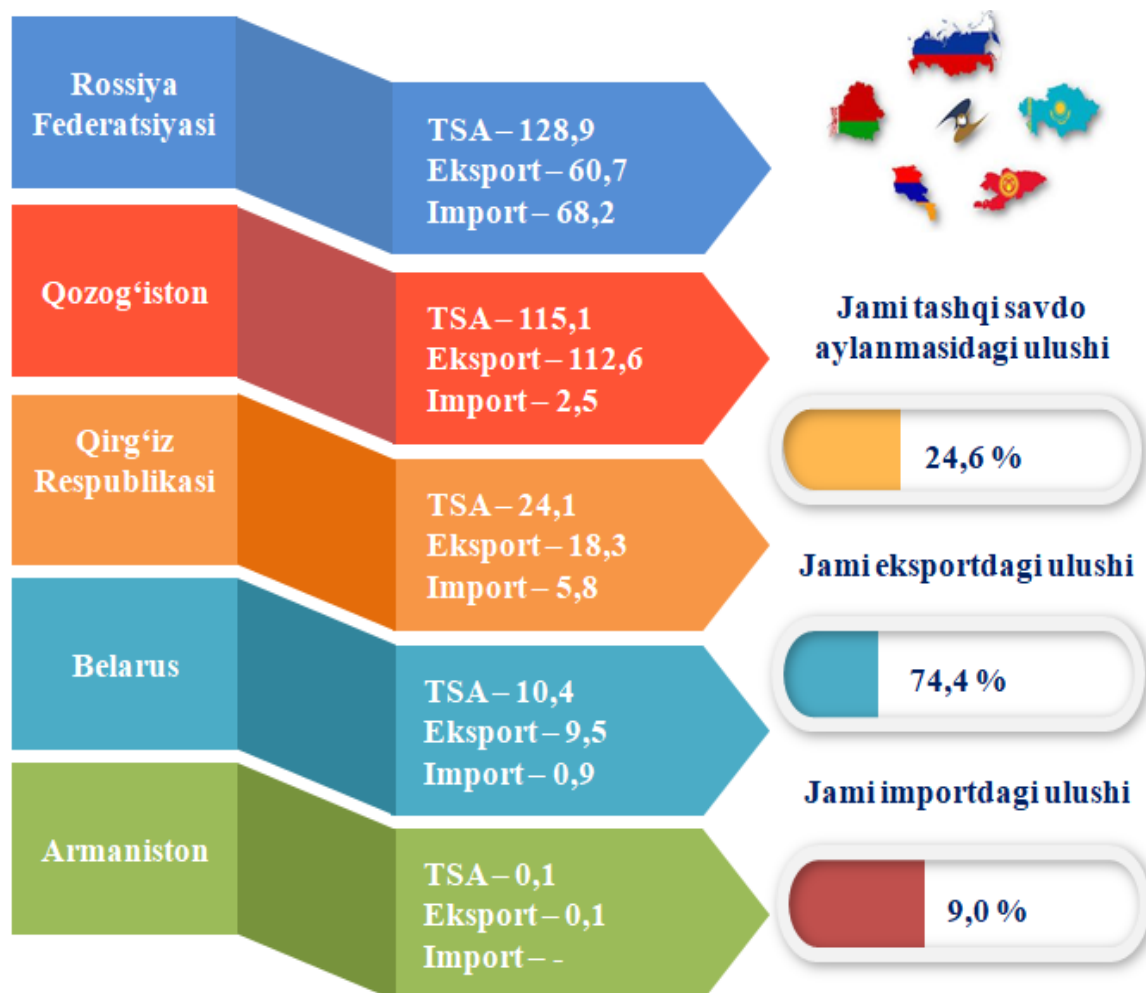 Rossiya
Federatsiyasi
TSA – 128,9
Eksport – 60,7
Import – 68,2
Qozog‘iston
TSA – 115,1
Eksport – 112,6
Import – 2,5
Qirg‘iz
Respublikasi
TSA – 24,1
Eksport – 18,3
Import – 5,8
Belarus
TSA – 10,4
Eksport – 9,5
Import – 0,9
Armaniston
TSA – 0,1
Eksport – 0,1
Import – -
Jami tashqi savdo
aylanmasidagi ulushi
24,6 %
Jami eksportdagi ulushi
74,4 %
Jami importdagi ulushi
9,0 %